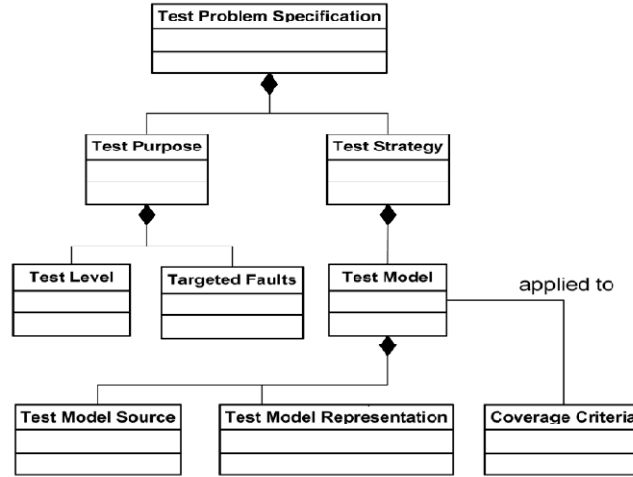 Test Problem Specification
Test Purpose
Test Strategy
Test Level
Targeted Faults
Test Model
applied to
Test Model Source
Test Model Representation
Coverage Criteria